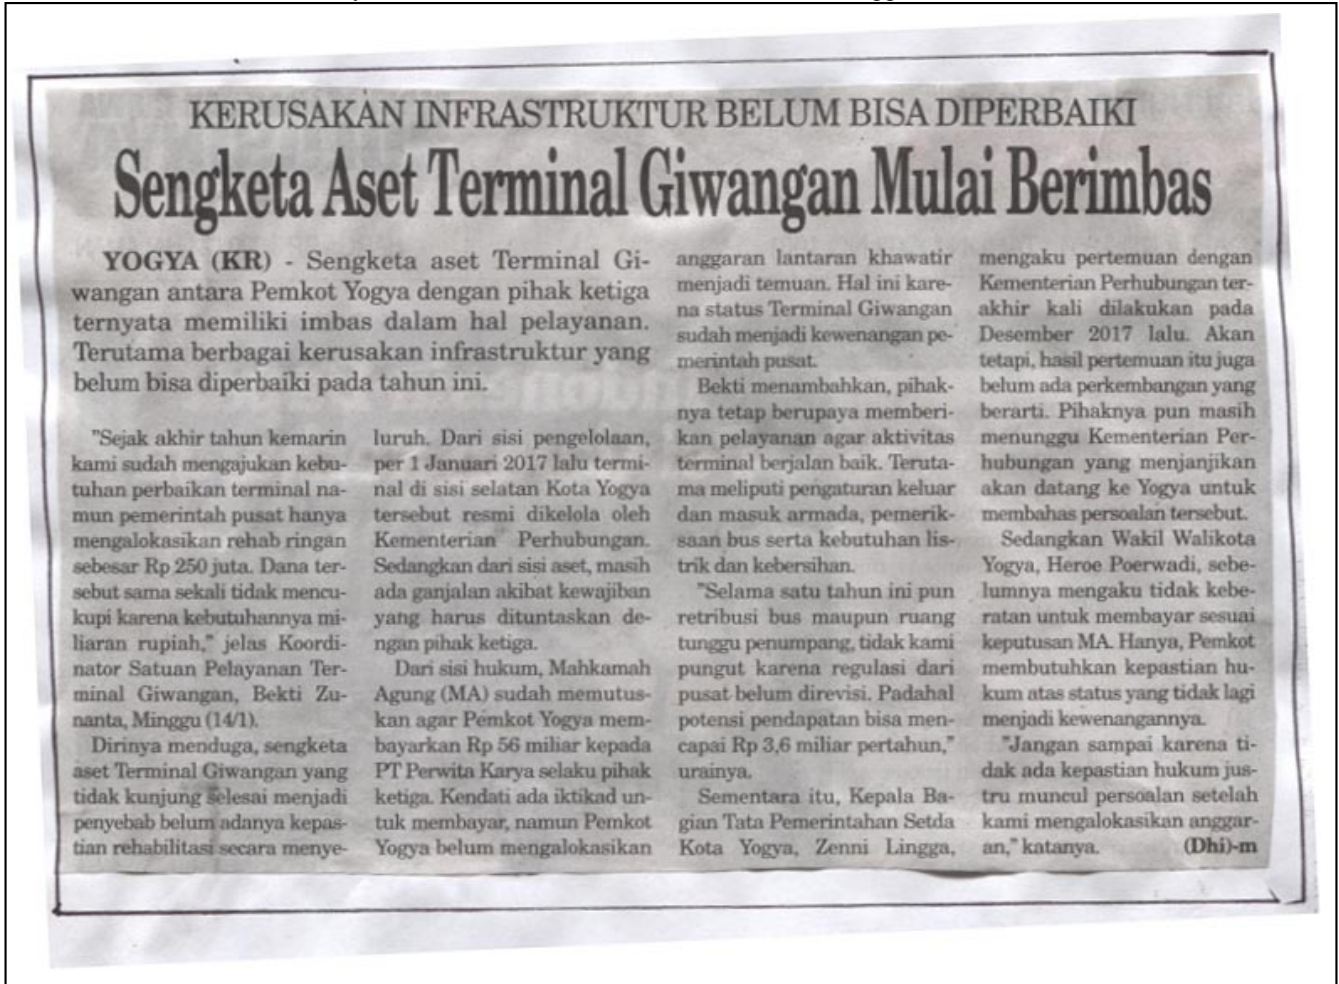 KERUSAKAN INFRASTRUKTUR BELUM BISA DIPERBAIKI
Sengketa Aset Terminal Giwangan Mulai Berimbas
YOGYA (KR) - Sengketa aset Terminal Gi-
wangan antara Pemkot Yogya dengan pihak ketiga
ternyata memiliki imbas dalam hal pelayanan.
Terutama berbagai kerusakan infrastruktur yang
belum bisa diperbaiki pada tahun ini.
"Sejak akhir tahun kemarin
kami sudah mengajukan kebu-
tuhan perbaikan terminal na-
mun pemerintah pusat hanya
mengalokasikan rehab ringan
sebesar Rp 250 juta. Dana ter-
sebut sama sekali tidak mencu-
kupi karena kebutuhannya mi-
liaran rupiah," jelas Koordi-
nator Satuan Pelayanan Ter-
minal Giwangan, Bekti Zu-
nanta, Minggu (14/1).
Dirinya menduga, sengketa
aset Terminal Giwangan yang
tidak kunjung selesai menjadi
penyebab belum adanya kepas-
tian rehabilitasi secara menye-
luruh. Dari sisi pengelolaan,
per 1 Januari 2017 lalu termi-
nal di sisi selatan Kota Yogya
tersebut resmi dikelola oleh
Kementerian Perhubungan.
Sedangkan dari sisi aset, masih
ada ganjalan akibat kewajiban
yang harus dituntaskan de-
ngan pihak ketiga.
Dari sisi hukum, Mahkamah
Agung (MA) sudah memutus-
kan agar Pemkot Yogya mem-
bayarkan Rp 56 miliar kepada
PT Perwita Karya selaku pihak
ketiga. Kendati ada iktikad un-
tuk membayar, namun Pemkot
Yogya belum mengalokasikan
anggaran lantaran khawatir
menjadi temuan. Hal ini kare-
na status Terminal Giwangan
sudah menjadi kewenangan pe-
merintah pusat.
Bekti menambahkan, pihak-
nya tetap berupaya memberi-
kan pelayanan agar aktivitas
terminal berjalan baik. Teruta-
ma meliputi pengaturan keluar
dan masuk armada, pemerik-
saan bus serta kebutuhan lis-
trik dan kebersihan.
"Selama satu tahun ini pun
retribusi bus maupun ruang
tunggu penumpang, tidak kami
pungut karena regulasi dari
pusat belum direvisi. Padahal
potensi pendapatan bisa men-
capai Rp 3,6 miliar pertahun,"
urainya.
Sementara itu, Kepala Ba-
gian Tata Pemerintahan Setda
Kota Yogya, Zenni Lingga,
mengaku pertemuan dengan
Kementerian Perhubungan ter-
akhir kali dilakukan pada
Desember 2017 lalu. Akan
tetapi, hasil pertemuan itu juga
belum ada perkembangan yang
berarti. Pihaknya pun masih
menunggu Kementerian Per-
hubungan yang menjanjikan
akan datang ke Yogya untuk
membahas persoalan tersebut.
Sedangkan Wakil Walikota
Yogya, Heroe Poerwadi, sebe-
lumnya mengaku tidak kebe-
ratan untuk membayar sesuai
keputusan MA. Hanya, Pemkot
membutuhkan kepastian hu-
kum atas status yang tidak lagi
menjadi kewenangannya.
"Jangan sampai karena ti-
dak ada kepastian hukum jus-
tru muncul persoalan setelah
kami mengalokasikan anggar-
an," katanya. (Dhi)-m